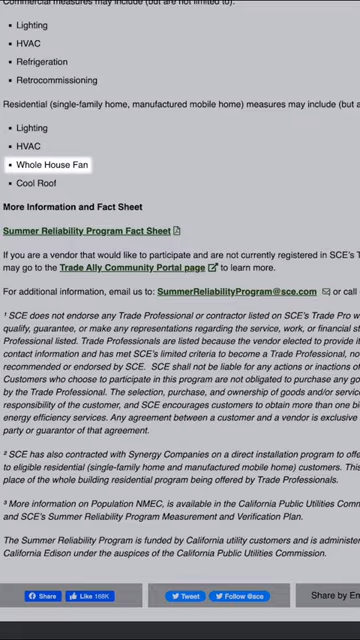 Commercial measures may include (but are not limited to):
▪ Lighting
▪ HVAC
▪ Refrigeration
▪ Retrocommissioning
Residential (single-family home, manufactured mobile home) measures may include (but a
▪ Lighting
▪ HVAC
▪ Whole House Fan
▪ Cool Roof
More Information and Fact Sheet
Summer Reliability Program Fact Sheet
If you are a vendor that would like to participate and are not currently registered in SCE's T
may go to the Trade Ally Community Portal page to learn more.
For additional information, email us to: SummerReliabilityProgram@sce.com or call
¹ SCE does not endorse any Trade Professional or contractor listed on SCE's Trade Pro w
qualify, guarantee, or make any representations regarding the service, work, or financial st
Professional listed. Trade Professionals are listed because the vendor elected to provide it
contact information and has met SCE's limited criteria to become a Trade Professional, no
recommended or endorsed by SCE. SCE shall not be liable for any actions or inactions of
Customers who choose to participate in this program are not obligated to purchase any go
by the Trade Professional. The selection, purchase, and ownership of goods and/or servic
responsibility of the customer, and SCE encourages customers to obtain more than one bi
energy efficiency services. Any agreement between a customer and a vendor is exclusive
party or guarantor of that agreement.
² SCE has also contracted with Synergy Companies on a direct installation program to offe
to eligible residential (single-family home and manufactured mobile home) customers. This
place of the whole building residential program being offered by Trade Professionals.
³ More information on Population NMEC, is available in the California Public Utilities Comm
and SCE's Summer Reliability Program Measurement and Verification Plan.
The Summer Reliability Program is funded by California utility customers and is administer
California Edison under the auspices of the California Public Utilities Commission.
Share Like 168K Tweet Follow @sce Share by Em